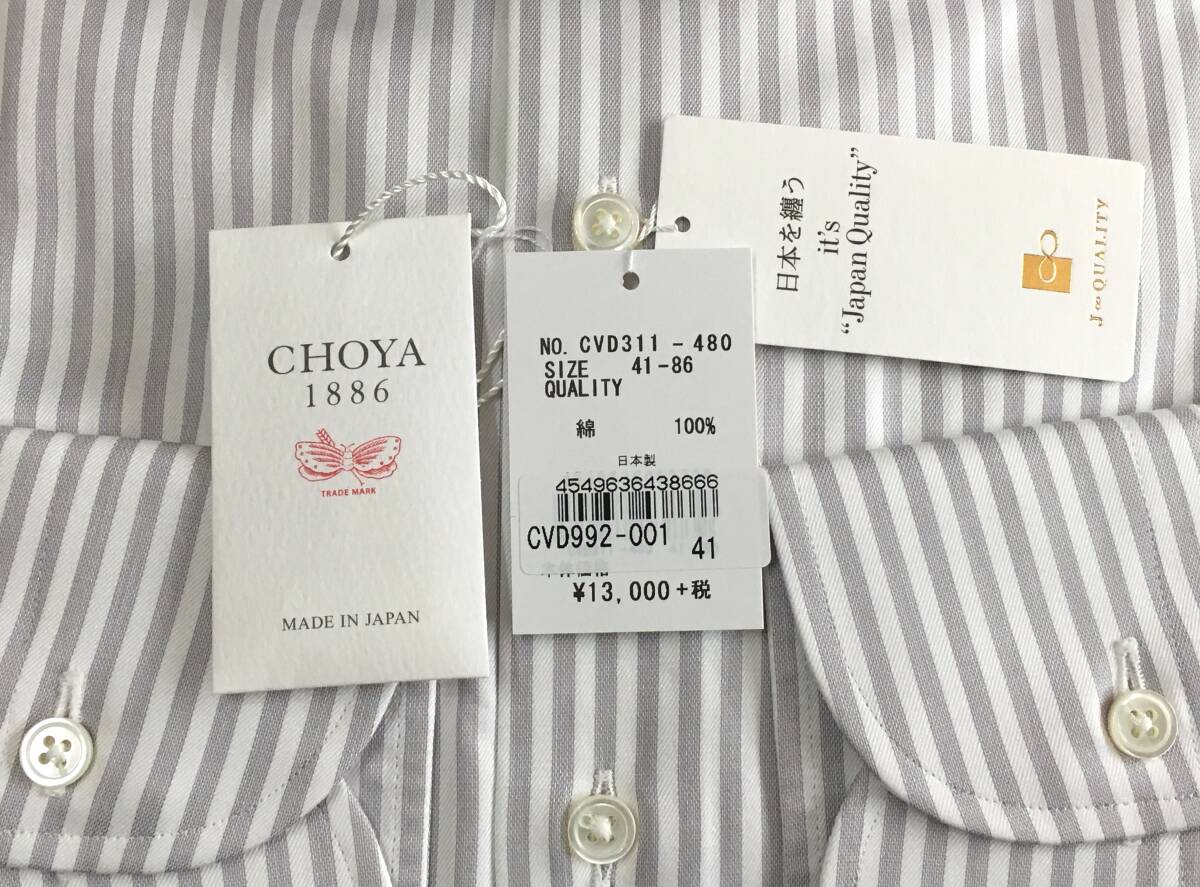 CHOYA
1886
TRADE MARK
MADE IN JAPAN
NO. CVD311 - 480
SIZE 41-86
QUALITY
綿 100%
日本製
4549636438666
CVD992-001
41
¥13,000+税
日本を纏う
it's
“Japan Quality”
J∞QUALITY